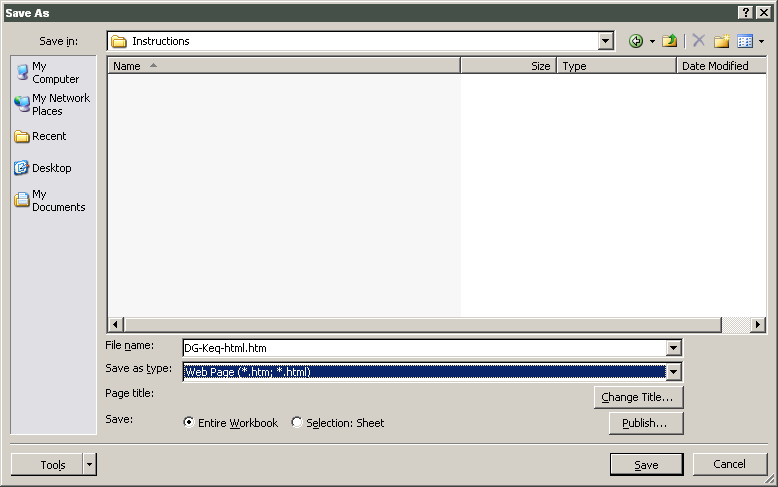 Save As
Save in:
Instructions
My
Computer
My Network
Places
Recent
Desktop
My
Documents
Name
Size
Type
Date Modified
File name:
DG-Keq-html.htm
Save as type:
Web Page (*.htm; *.html)
Page title:
Change Title...
Save:
Entire Workbook
Selection: Sheet
Publish...
Tools
Save
Cancel